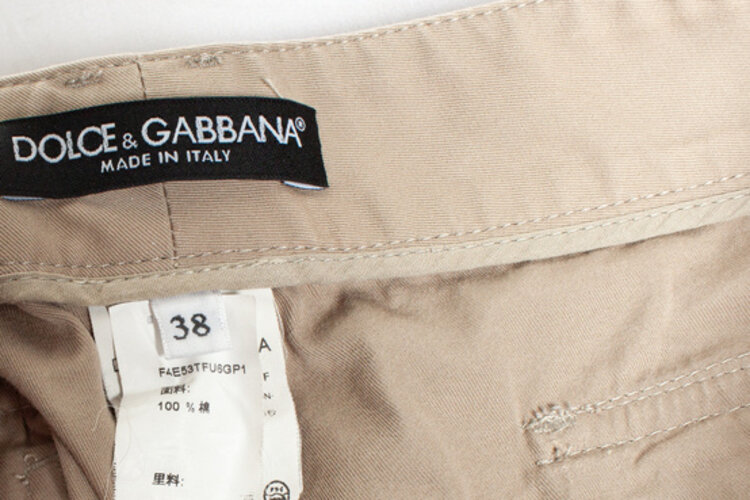 DOLCE & GABBANA®
MADE IN ITALY
38
A
F4E53TFU6GP1
F
面料:
100 % 棉
里料: